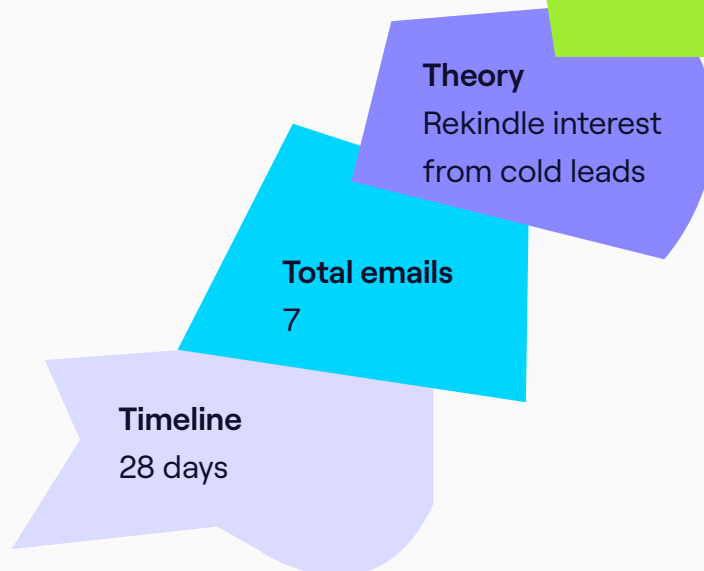 Theory
Rekindle interest
from cold leads
Total emails
7
Timeline
28 days